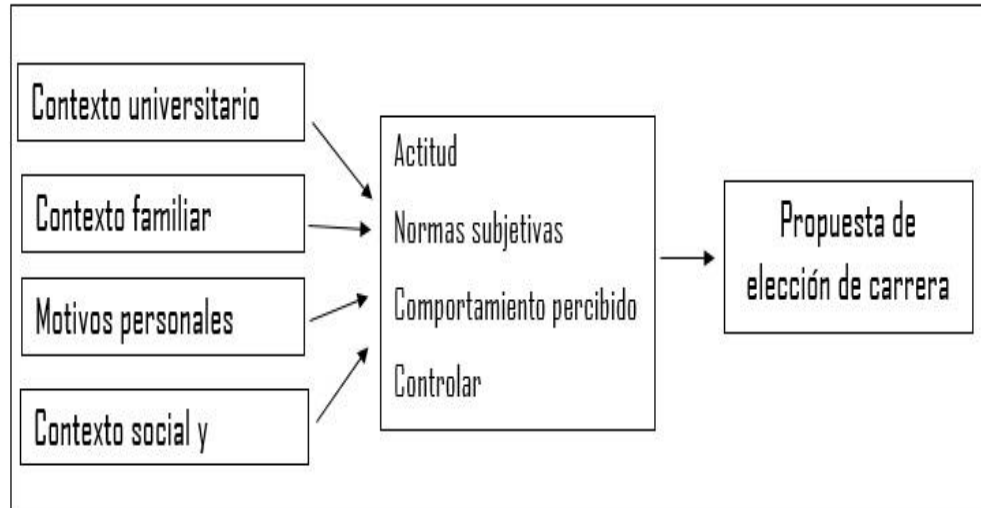 Contexto universitario
Contexto familiar
Motivos personales
Contexto social y
Actitud
Normas subjetivas
Comportamiento percibido
Controlar
Propuesta de
elección de carrera